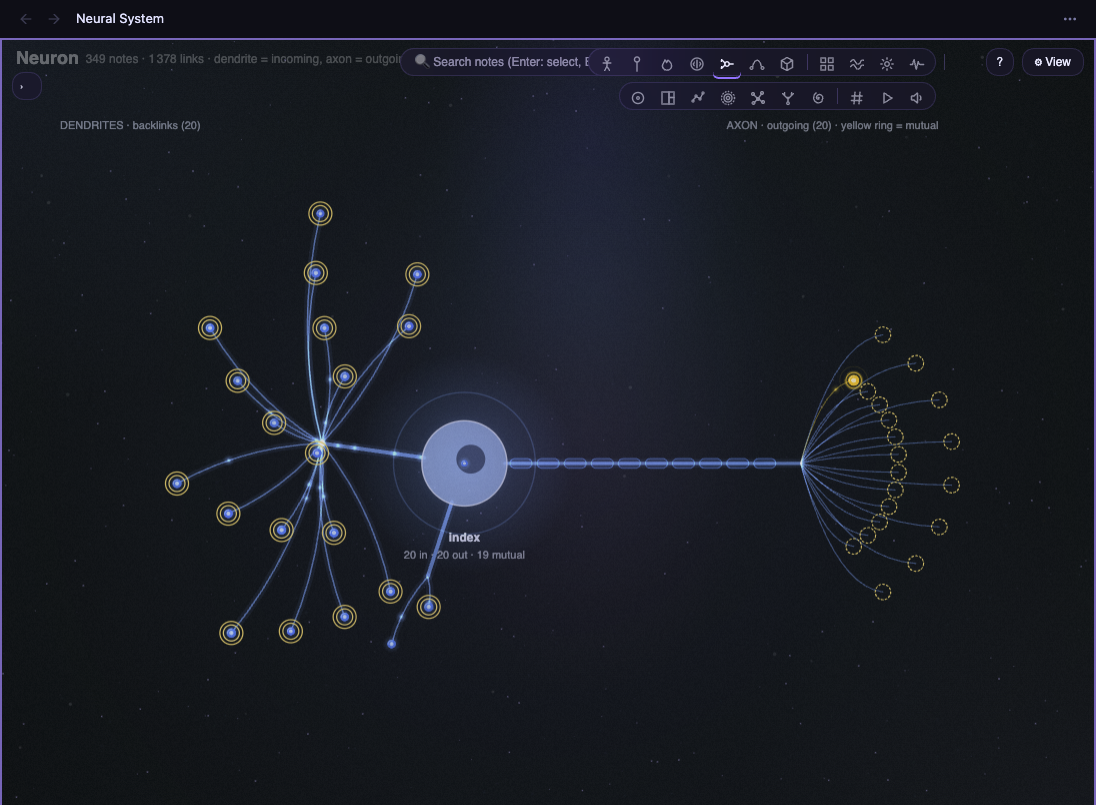 Neural System
Neuron 349 notes · 1 378 links · dendrite = incoming, axon = outgoi
Search notes (Enter: select, E
?
View
DENDRITES · backlinks (20)
AXON · outgoing (20) · yellow ring = mutual
index
20 in · 20 out · 19 mutual